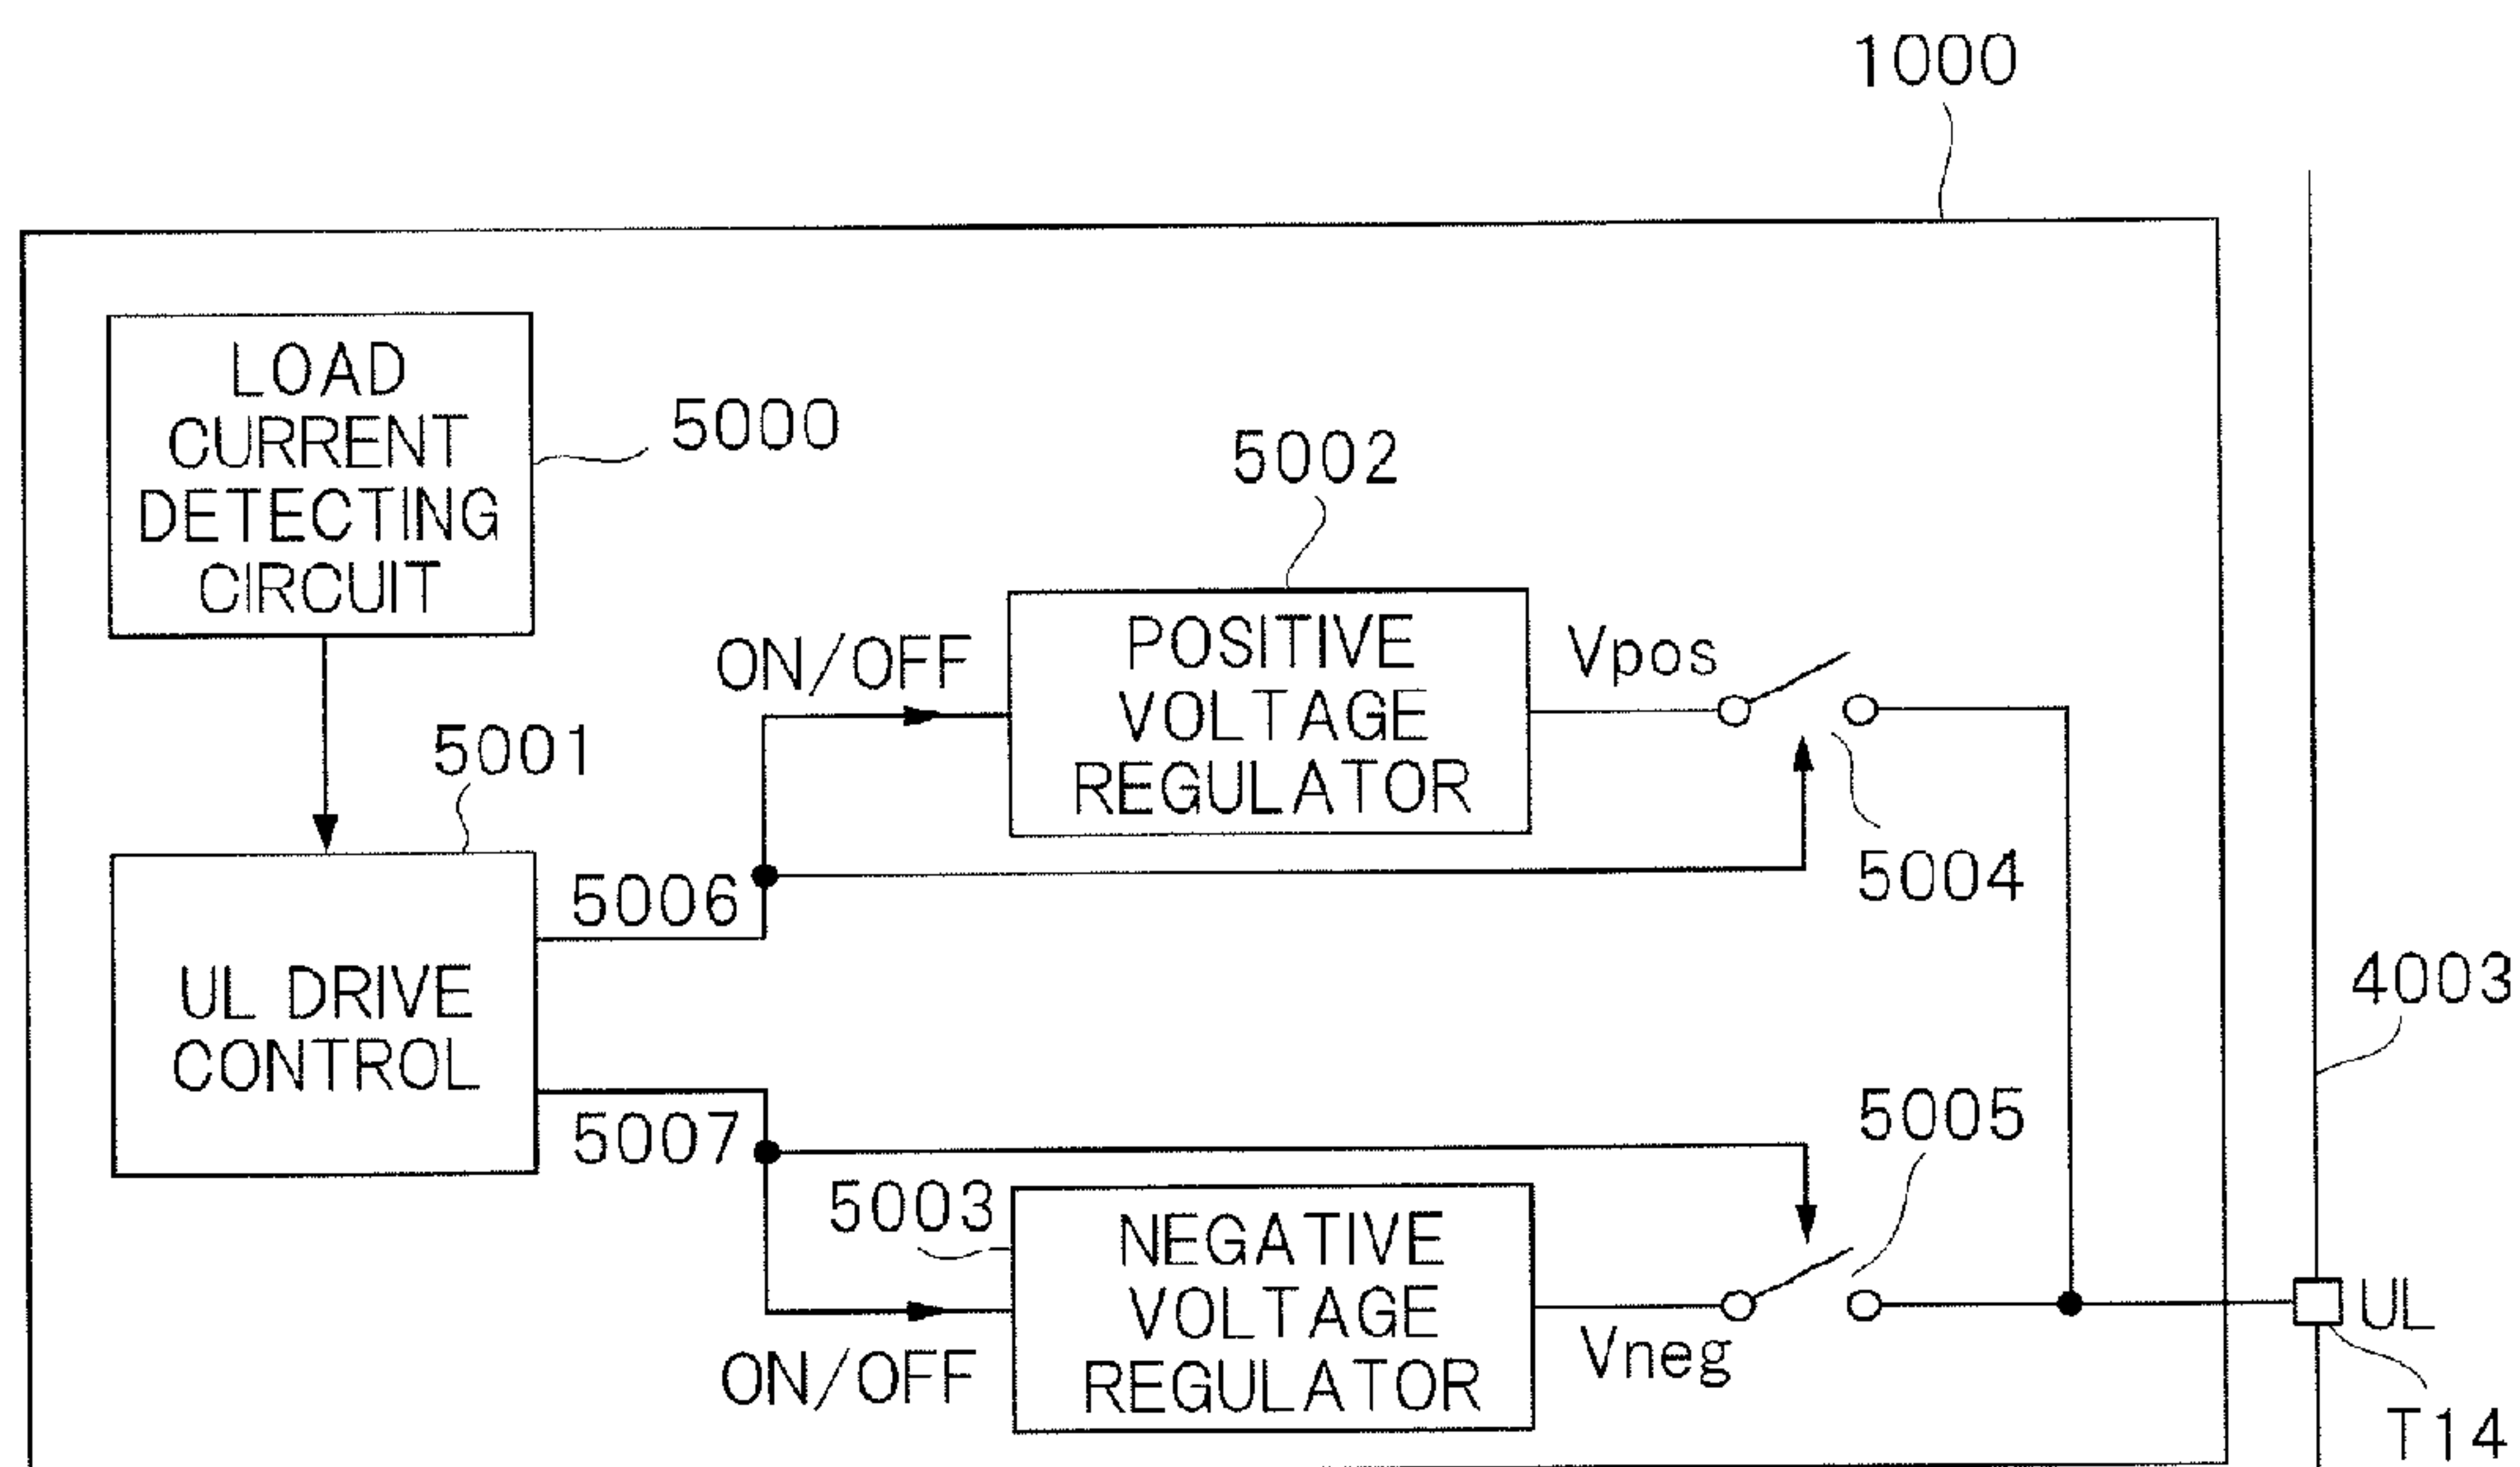 1000
LOAD
CURRENT
DETECTING
CIRCUIT
5000
5002
ON/OFF
POSITIVE
VOLTAGE
REGULATOR
Vpos
5001
5004
5006
UL DRIVE
CONTROL
4003
5007
5005
5003
NEGATIVE
VOLTAGE
REGULATOR
ON/OFF
Vneg
UL
T14